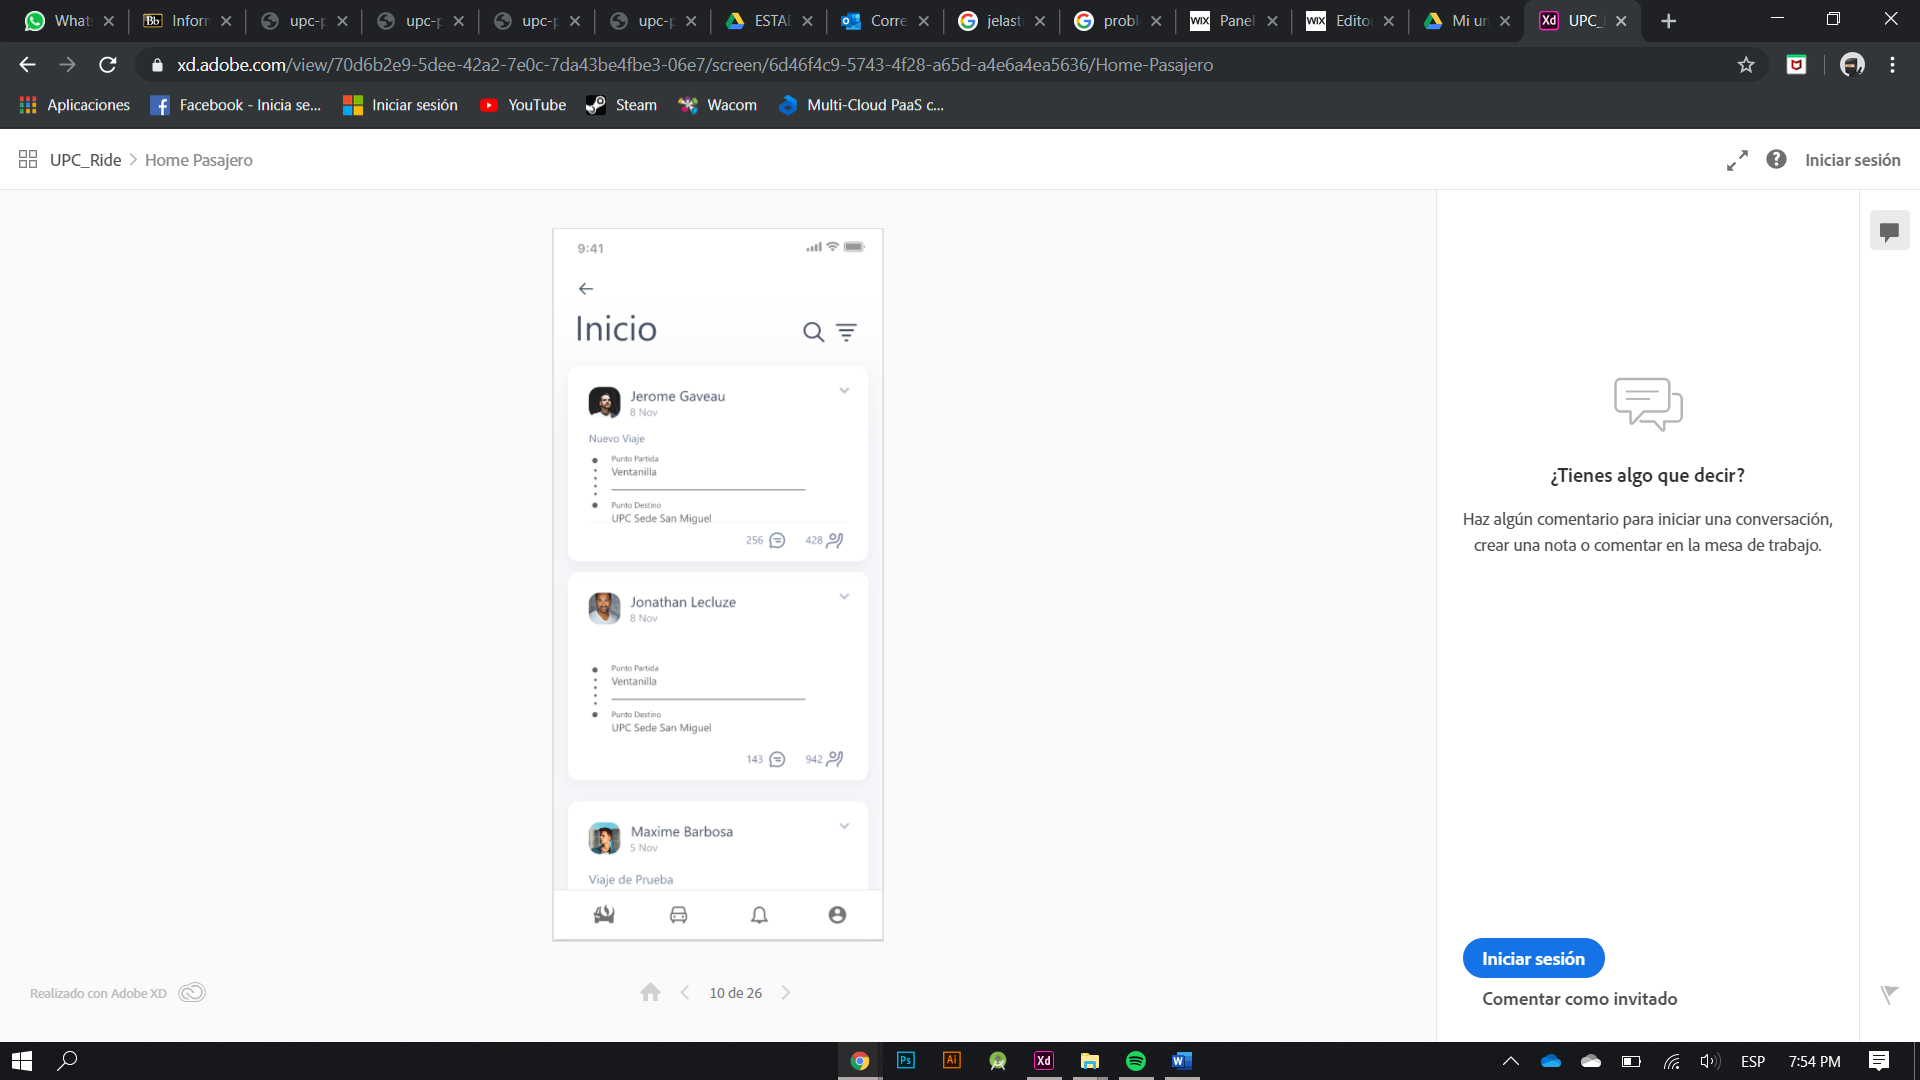 What
Inform
upc-p
upc-p
upc-p
upc-p
ESTAD
Corre
jelasti
probl
Panel
Editor
Mi un
UPC_
xd.adobe.com/view/70d6b2e9-5dee-42a2-7e0c-7da43be4fbe3-06e7/screen/6d46f4c9-5743-4f28-a65d-a4e6a4ea5636/Home-Pasajero
Aplicaciones
Facebook - Inicia se...
Iniciar sesión
YouTube
Steam
Wacom
Multi-Cloud PaaS c...
UPC_Ride
Home Pasajero
Iniciar sesión
9:41
Inicio
Jerome Gaveau
8 Nov
Nuevo Viaje
Punto Partida
Ventanilla
Punto Destino
UPC Sede San Miguel
256
428
Jonathan Lecluze
8 Nov
Punto Partida
Ventanilla
Punto Destino
UPC Sede San Miguel
143
942
Maxime Barbosa
5 Nov
Viaje de Prueba
¿Tienes algo que decir?
Haz algún comentario para iniciar una conversación,
crear una nota o comentar en la mesa de trabajo.
Iniciar sesión
Comentar como invitado
Realizado con Adobe XD
10 de 26
ESP
7:54 PM